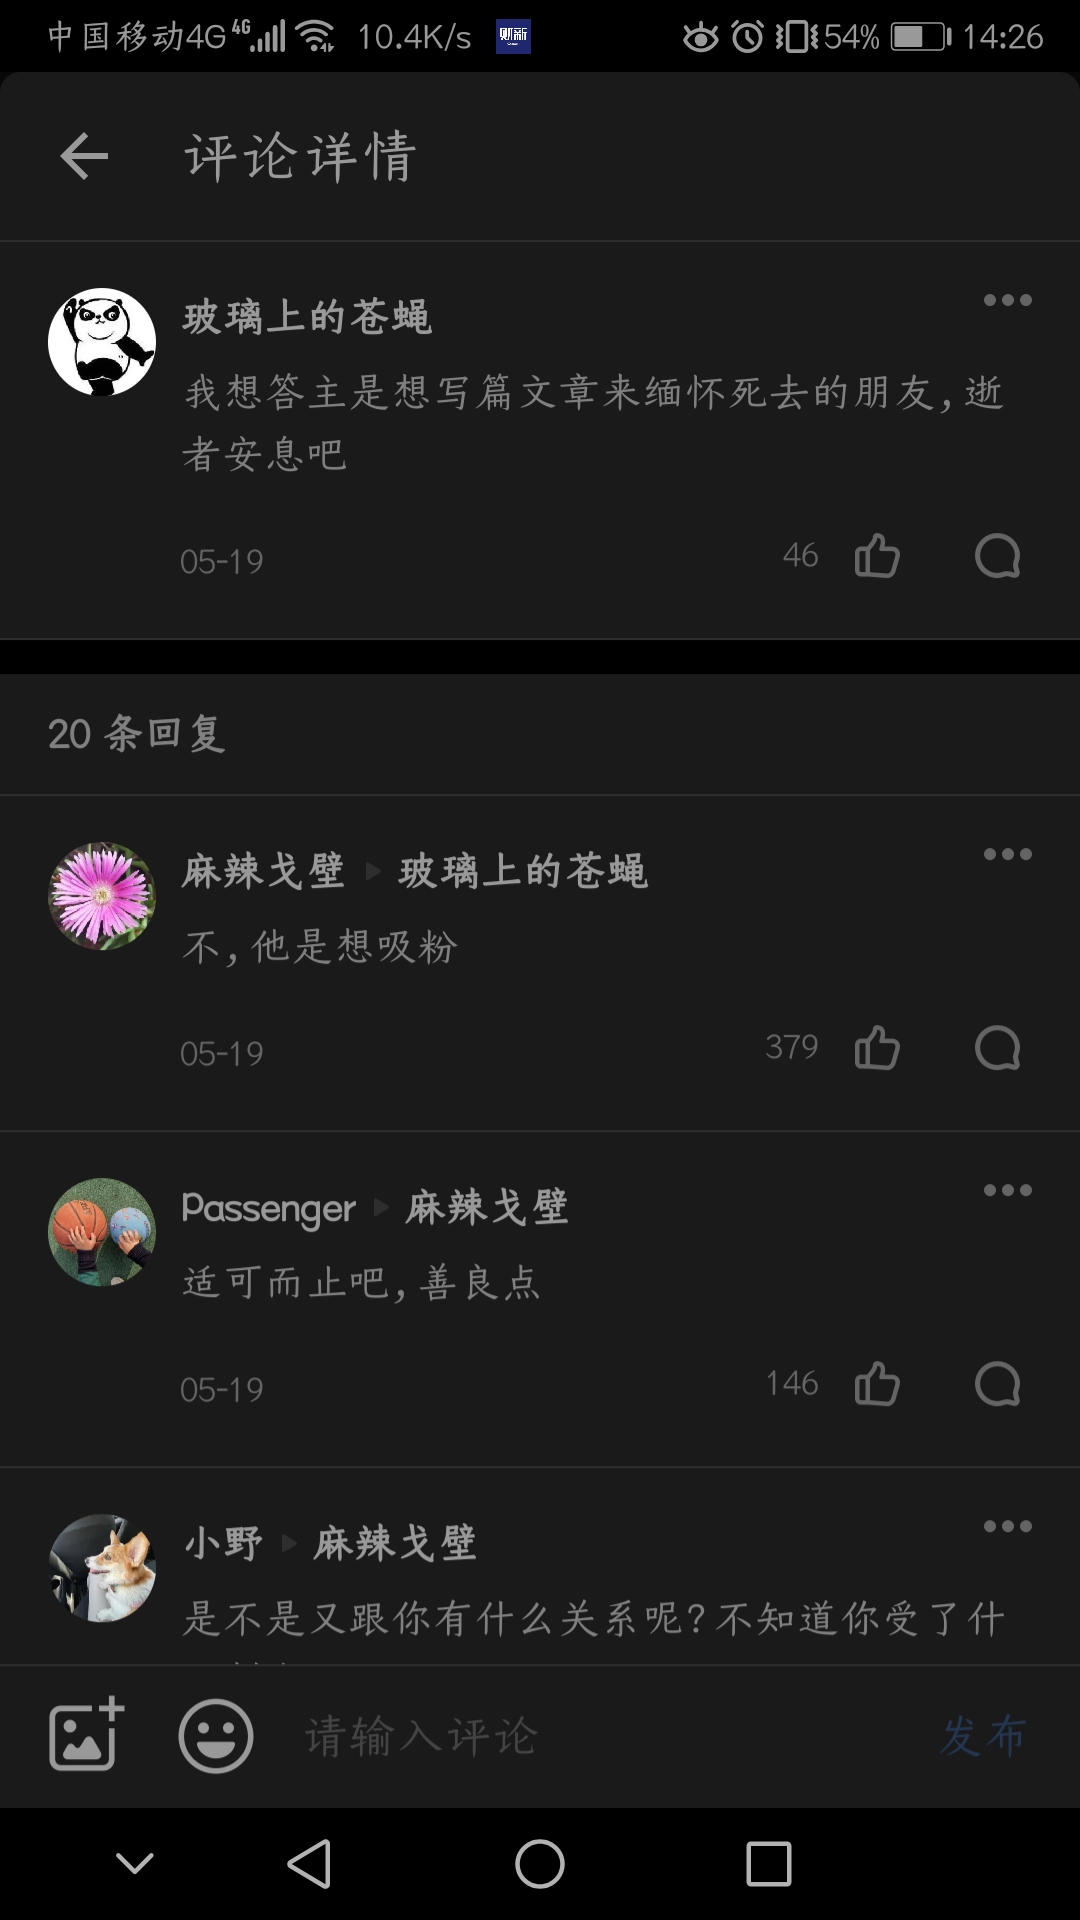 中国移动4G 4G 10.4K/s 财新 54% 14:26
评论详情
玻璃上的苍蝇
我想答主是想写篇文章来缅怀死去的朋友,逝
者安息吧
05-19 46
20 条回复
麻辣戈壁 玻璃上的苍蝇
不,他是想吸粉
05-19 379
Passenger 麻辣戈壁
适可而止吧,善良点
05-19 146
小野 麻辣戈壁
是不是又跟你有什么关系呢?不知道你受了什
请输入评论 发布